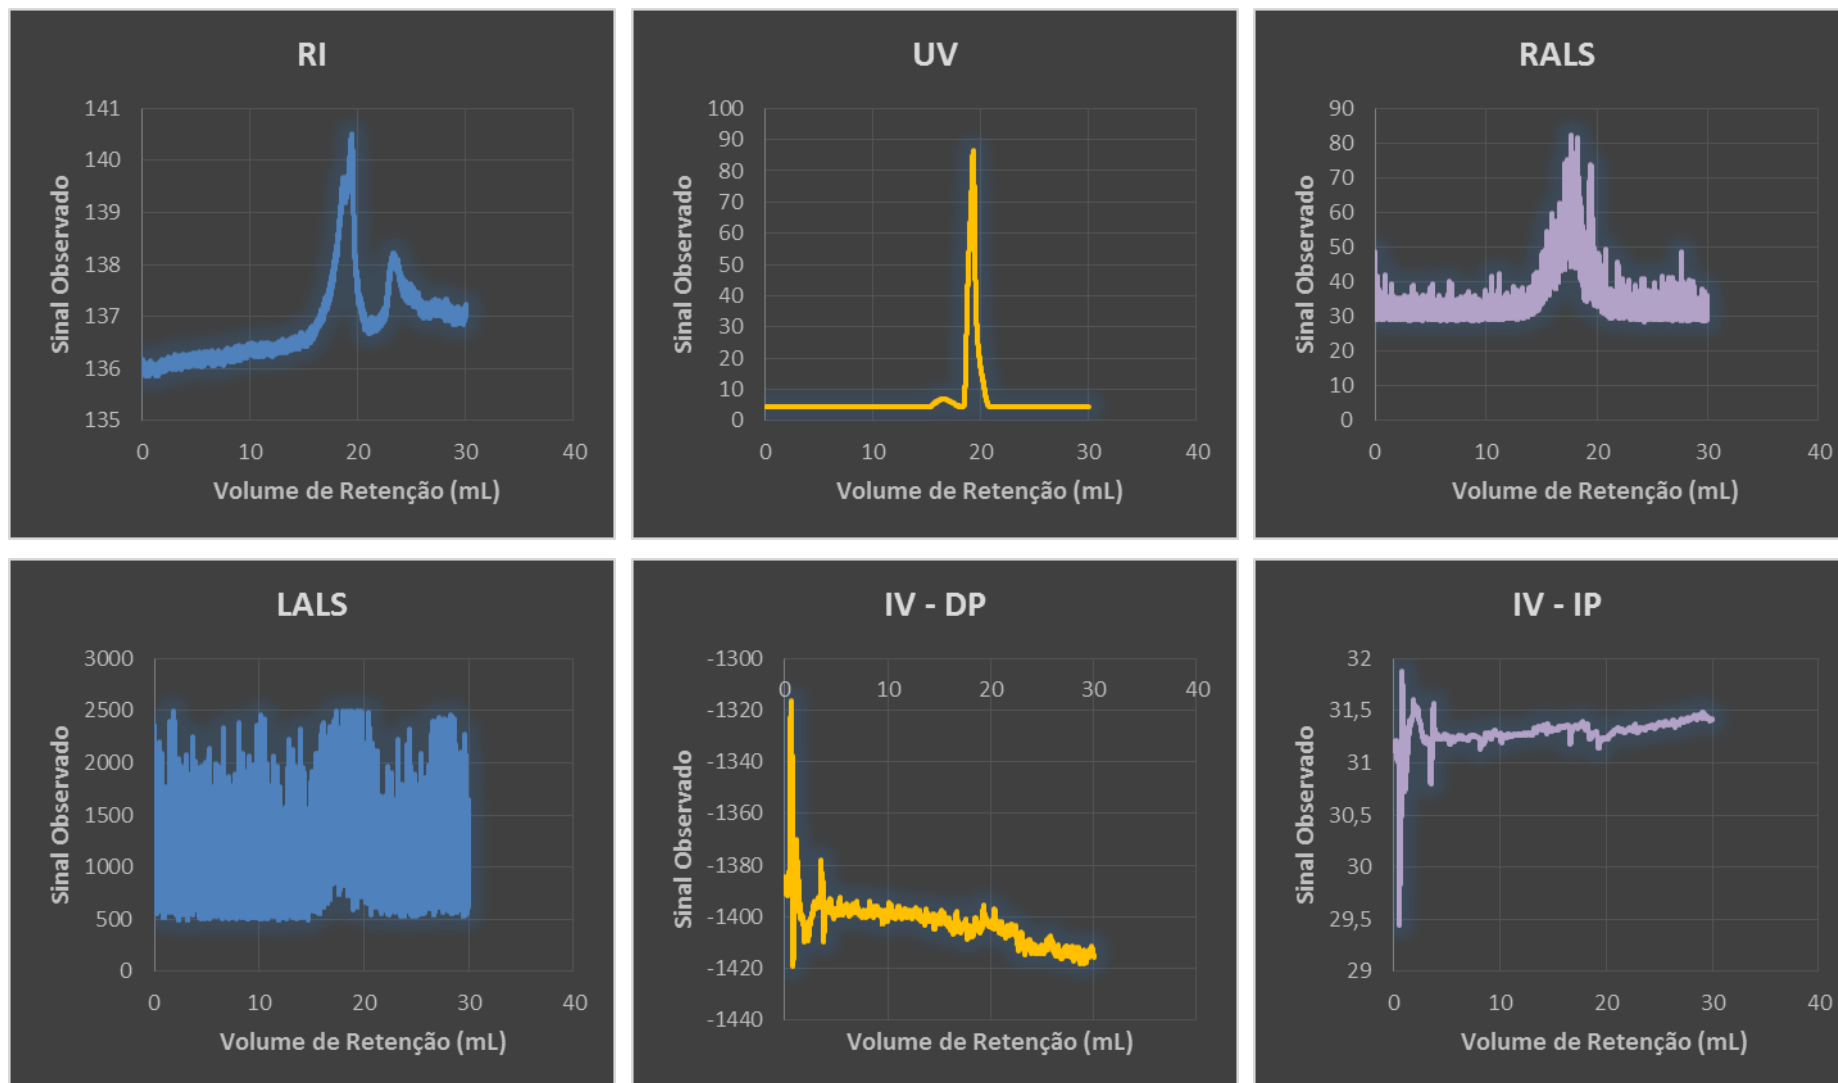 RI
141
140
139
138
137
136
135
0 10 20 30 40
Sinal Observado
Volume de Retenção (mL)
UV
100
90
80
70
60
50
40
30
20
10
0
0 10 20 30 40
Sinal Observado
Volume de Retenção (mL)
RALS
90
80
70
60
50
40
30
20
10
0
0 10 20 30 40
Sinal Observado
Volume de Retenção (mL)
LALS
3000
2500
2000
1500
1000
500
0
0 10 20 30 40
Sinal Observado
Volume de Retenção (mL)
IV - DP
-1300
0 10 20 30 40
-1320
-1340
-1360
-1380
-1400
-1420
-1440
Sinal Observado
Volume de Retenção (mL)
IV - IP
32
31,5
31
30,5
30
29,5
29
0 10 20 30 40
Sinal Observado
Volume de Retenção (mL)